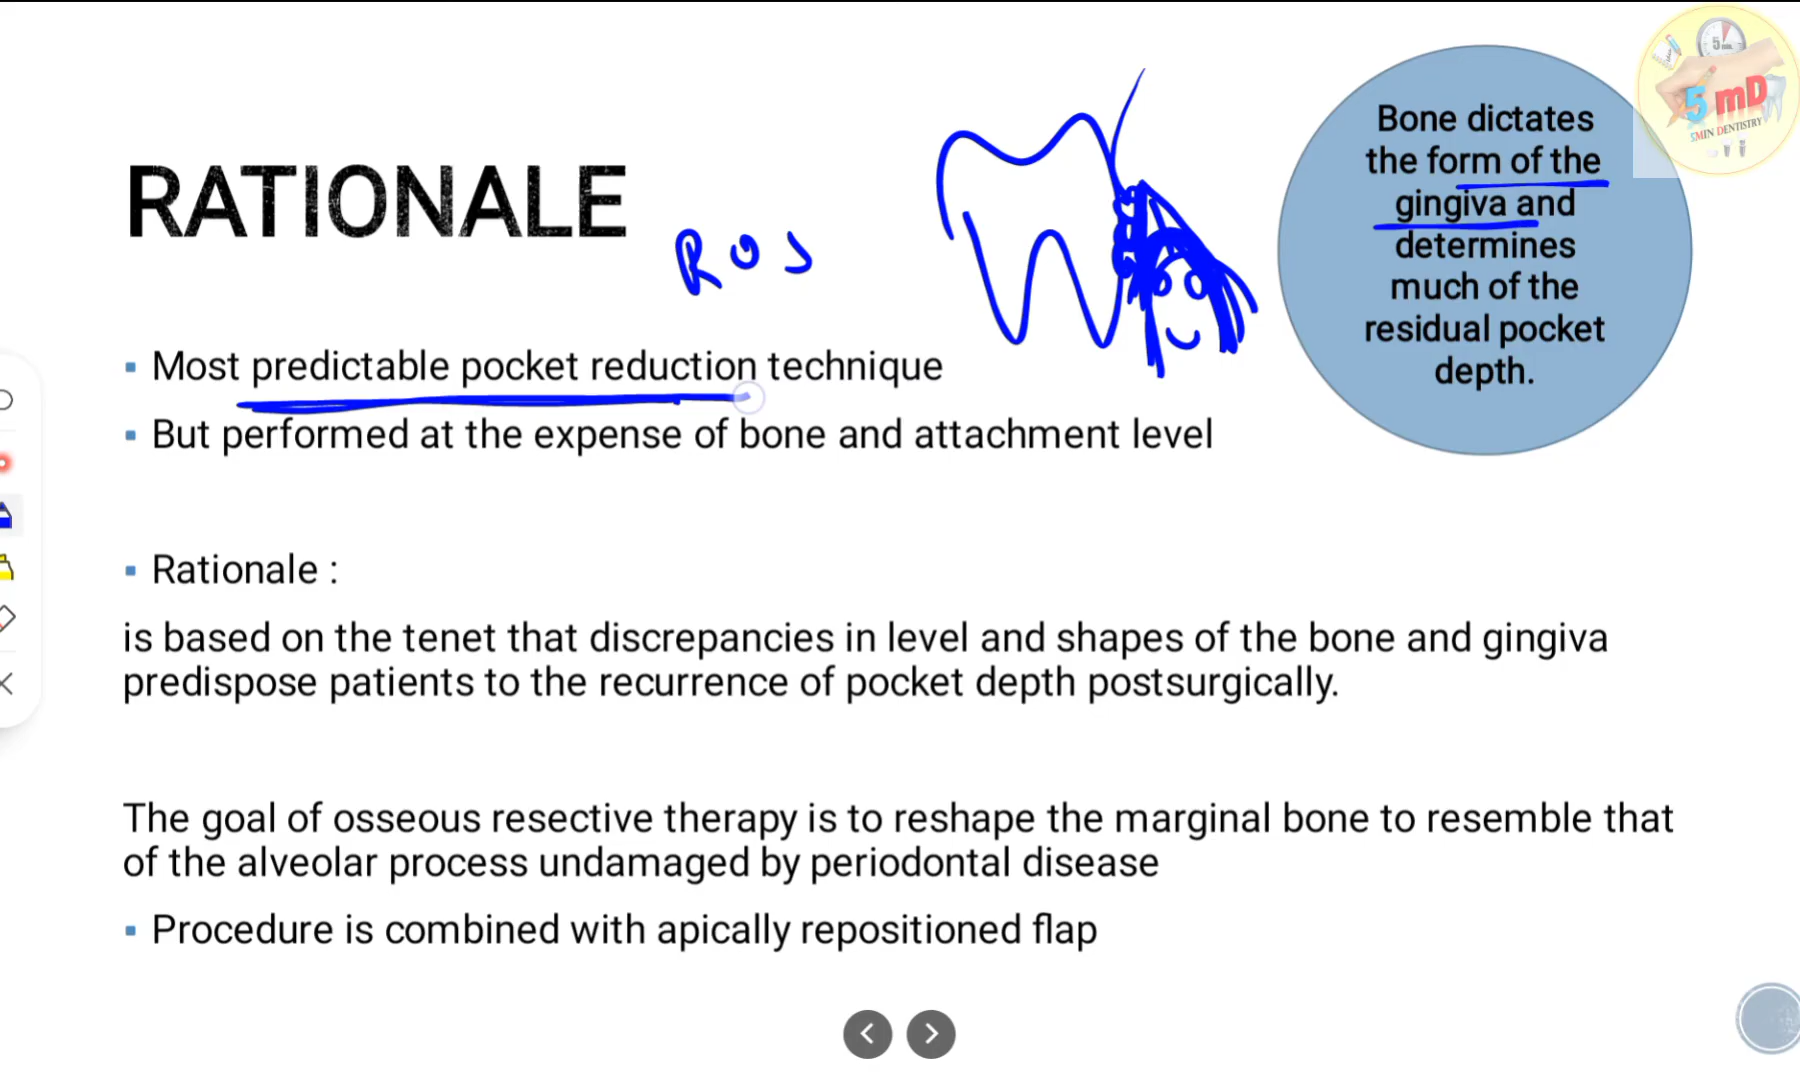 RATIONALE
ROS
Most predictable pocket reduction technique
But performed at the expense of bone and attachment level
Rationale :
is based on the tenet that discrepancies in level and shapes of the bone and gingiva
predispose patients to the recurrence of pocket depth postsurgically.
The goal of osseous resective therapy is to reshape the marginal bone to resemble that
of the alveolar process undamaged by periodontal disease
Procedure is combined with apically repositioned flap
Bone dictates
the form of the
gingiva and
determines
much of the
residual pocket
depth.
5 min
5 mD
5MIN DENTISTRY